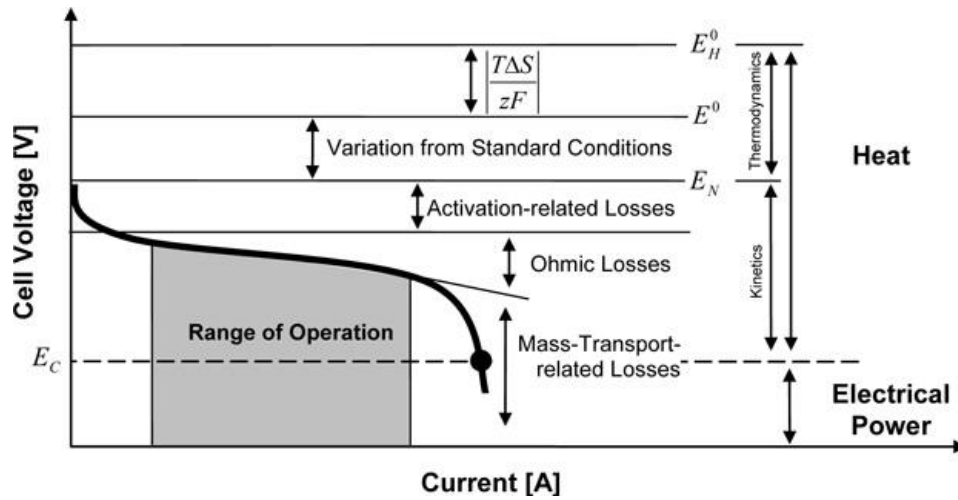 E_H^0
|TΔS / zF|
E^0
Thermodynamics
Heat
Variation from Standard Conditions
E_N
Activation-related Losses
Cell Voltage [V]
Ohmic Losses
Kinetics
Range of Operation
Mass-Transport-
related Losses
E_C
Electrical
Power
Current [A]